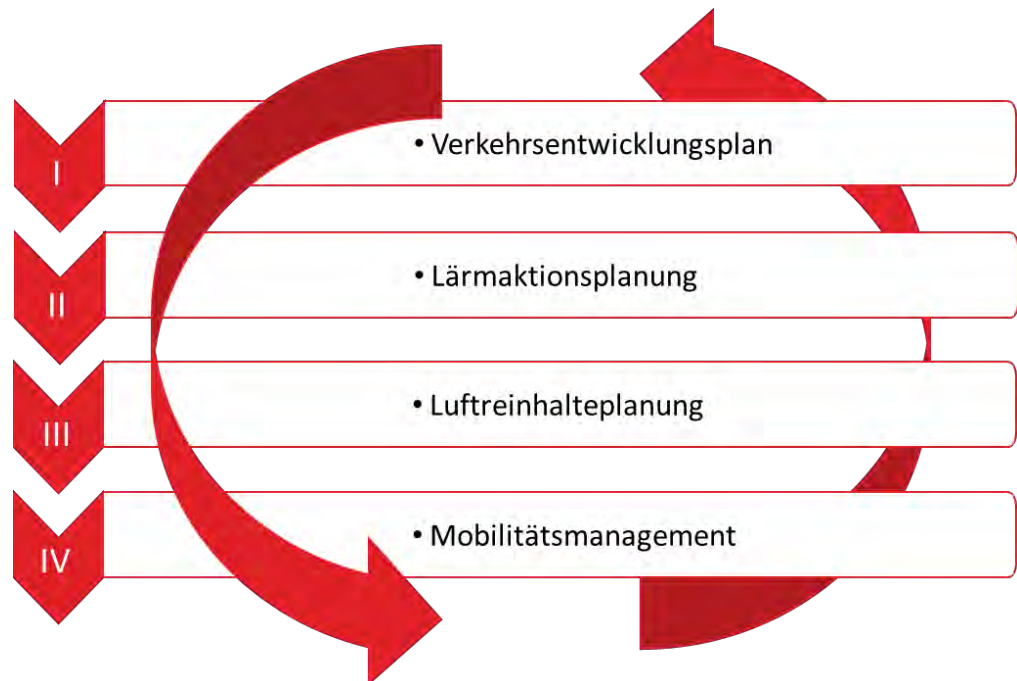 I
• Verkehrsentwicklungsplan
II
• Lärmaktionsplanung
III
• Luftreinhalteplanung
IV
• Mobilitätsmanagement